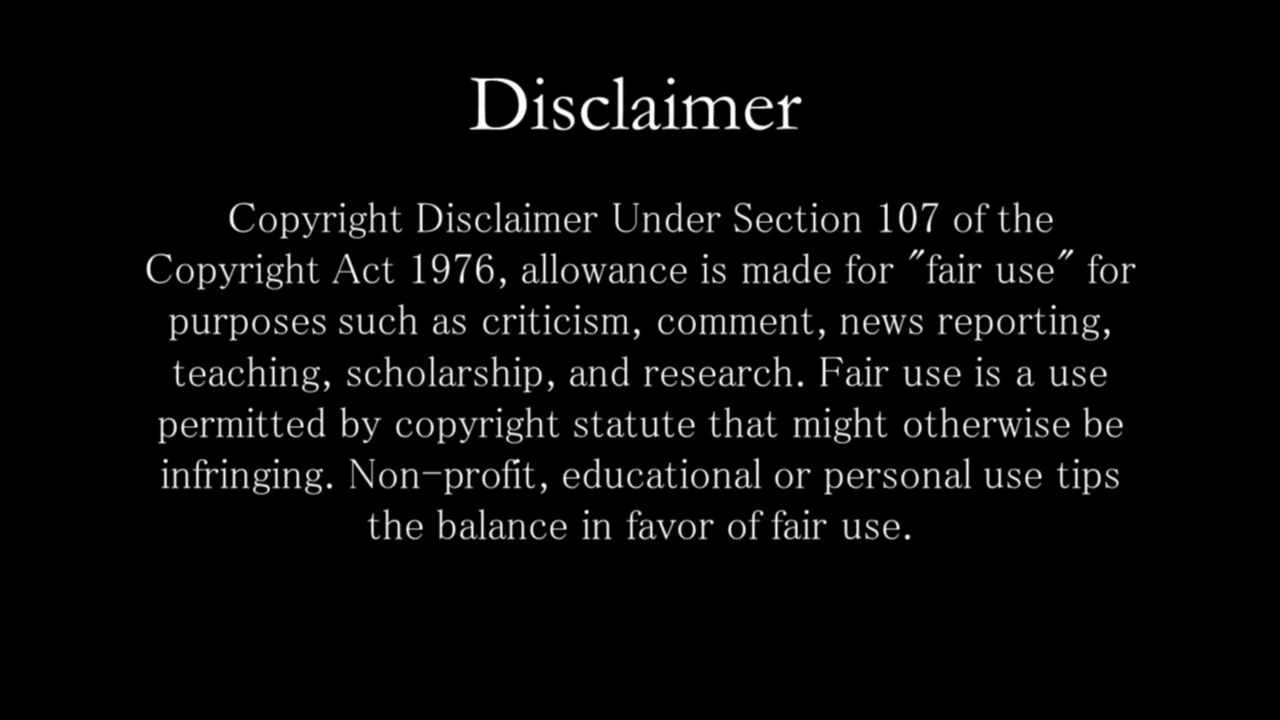 Disclaimer
Copyright Disclaimer Under Section 107 of the
Copyright Act 1976, allowance is made for "fair use" for
purposes such as criticism, comment, news reporting,
teaching, scholarship, and research. Fair use is a use
permitted by copyright statute that might otherwise be
infringing. Non-profit, educational or personal use tips
the balance in favor of fair use.